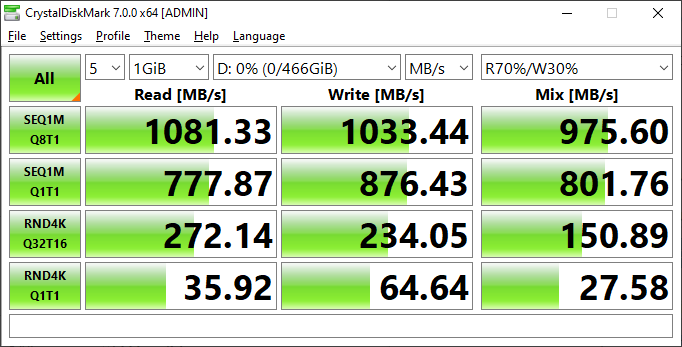 CrystalDiskMark 7.0.0 x64 [ADMIN]
File Settings Profile Theme Help Language
All 5 1GiB D: 0% (0/466GiB) MB/s R70%/W30%
Read [MB/s] Write [MB/s] Mix [MB/s]
SEQ1M
Q8T1
1081.33 1033.44 975.60
SEQ1M
Q1T1
777.87 876.43 801.76
RND4K
Q32T16
272.14 234.05 150.89
RND4K
Q1T1
35.92 64.64 27.58